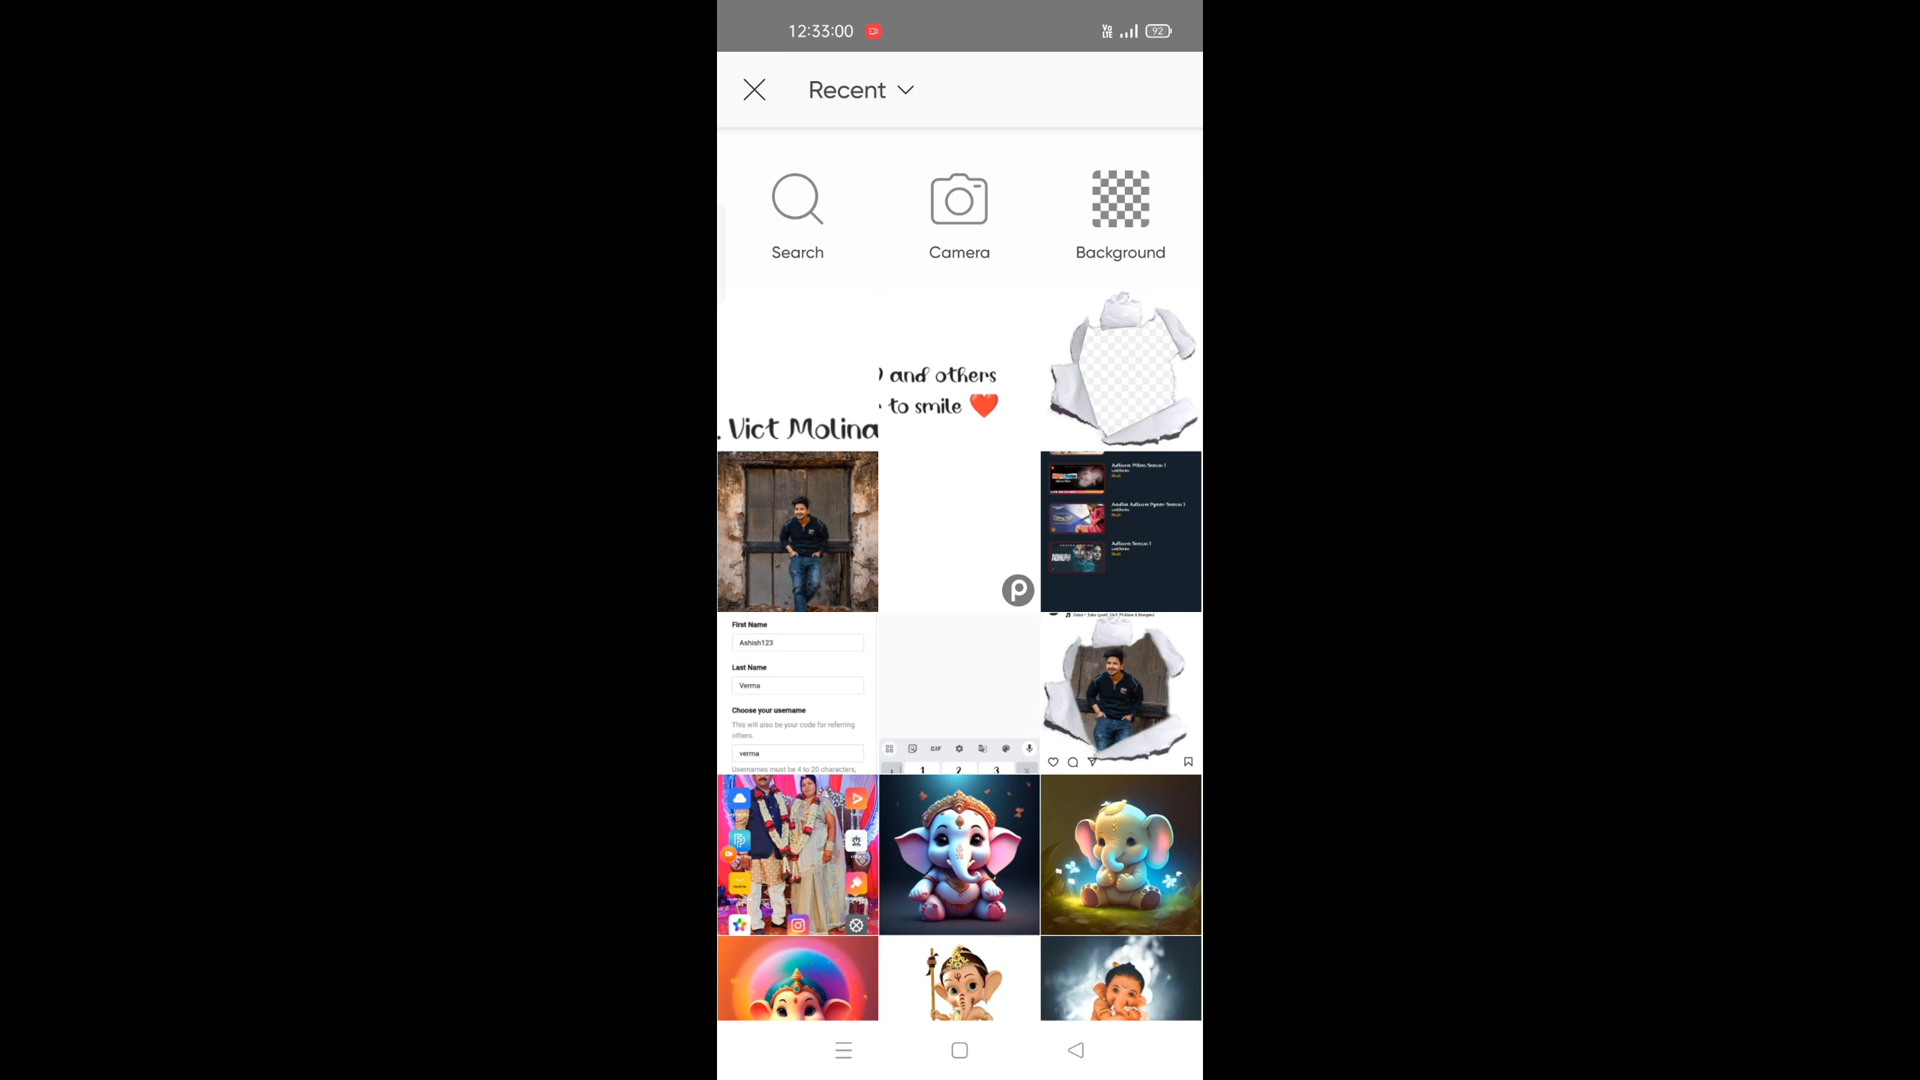 12:33:00
Vo
LTE
92
Recent
Search
Camera
Background
. Vict Molina
and others
to smile ❤️
First Name
Ashish123
Last Name
Verma
Choose your username
This will also be your code for referring
others.
verma
Usernames must be 4 to 20 characters,
GIF
1 2 3